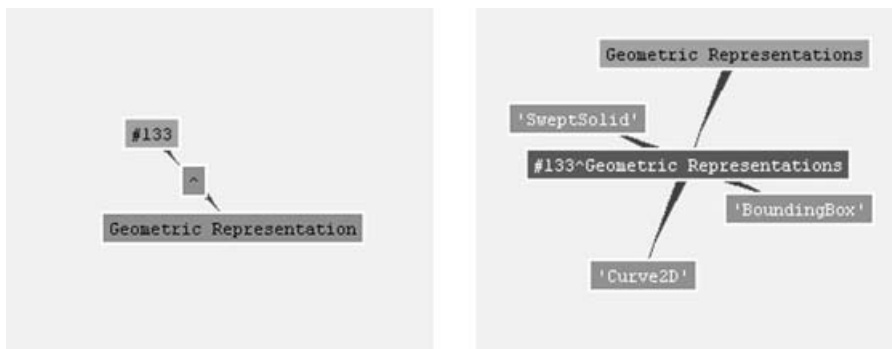 #133
^
Geometric Representation
Geometric Representations
'SweptSolid'
#133^Geometric Representations
'BoundingBox'
'Curve2D'